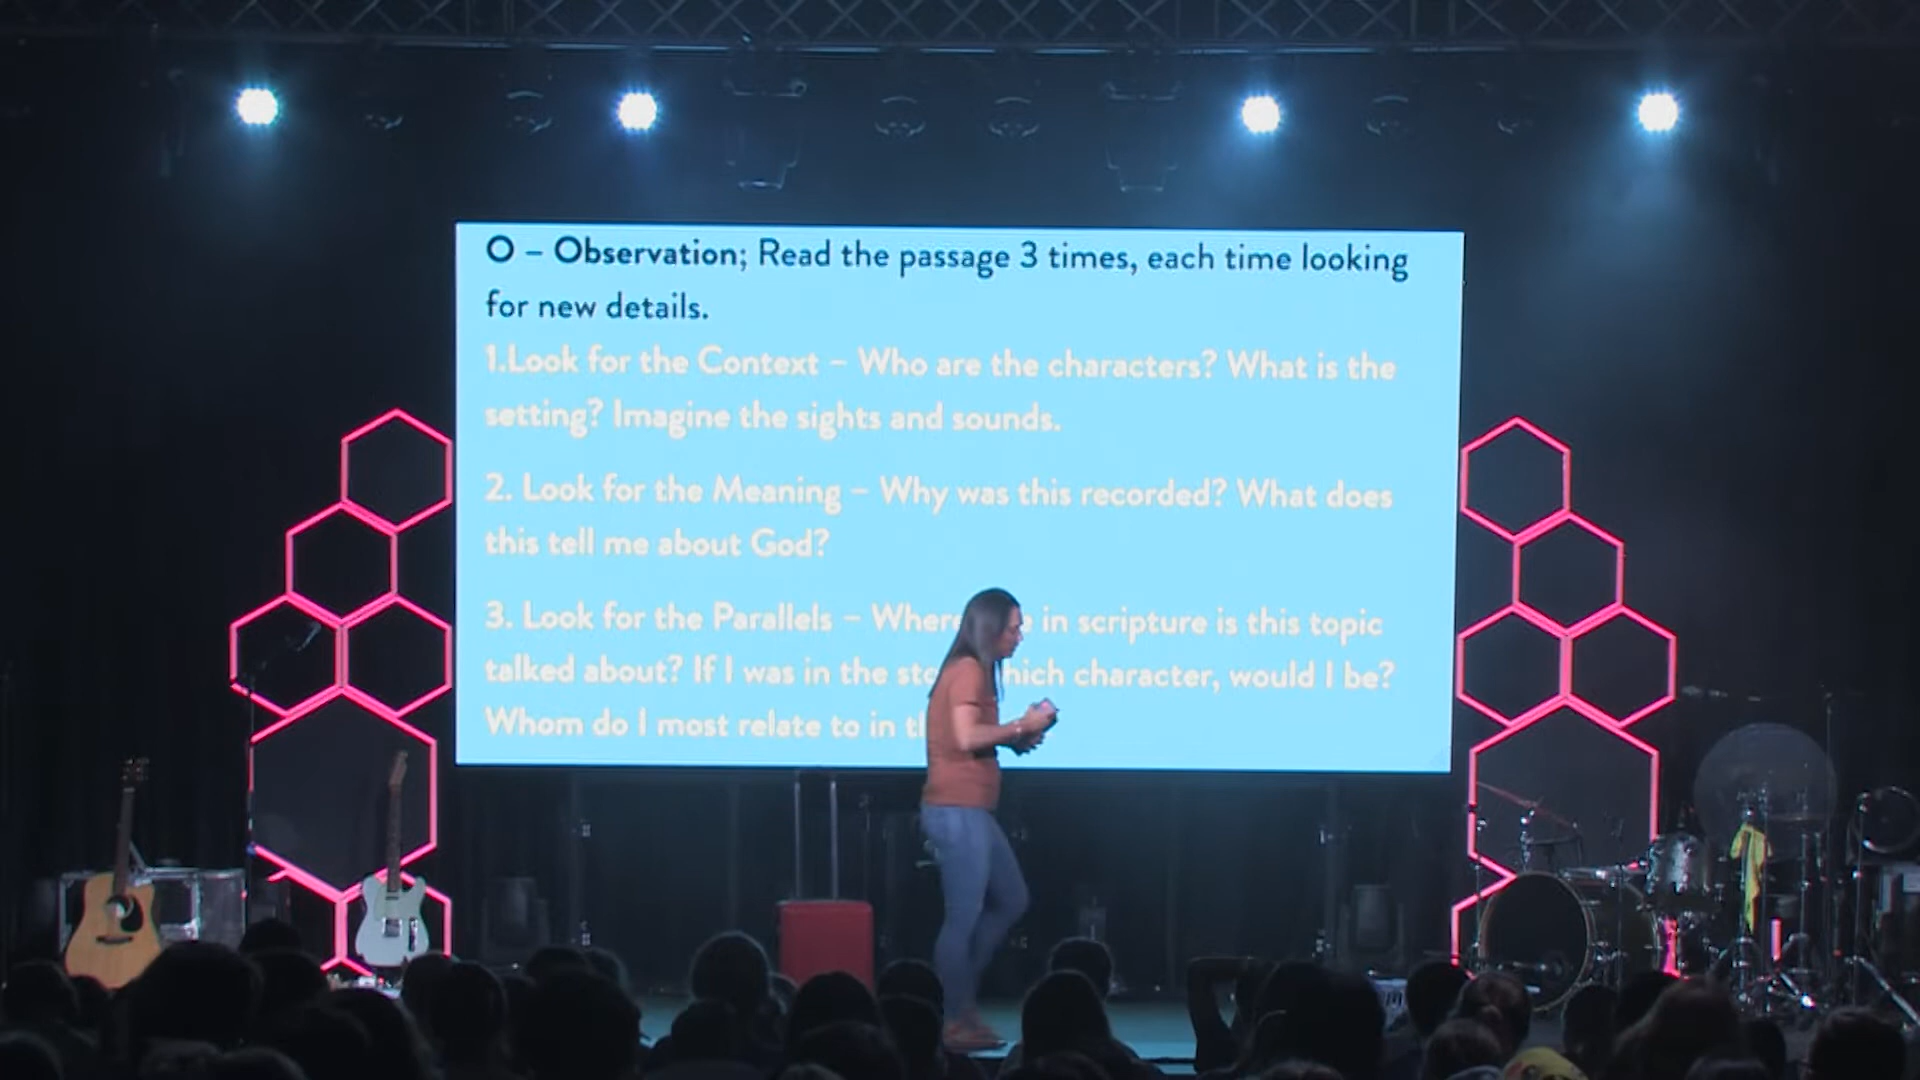 O – Observation; Read the passage 3 times, each time looking
for new details.
1.Look for the Context – Who are the characters? What is the
setting? Imagine the sights and sounds.
2. Look for the Meaning – Why was this recorded? What does
this tell me about God?
3. Look for the Parallels – Where in scripture is this topic
talked about? If I was in the character, would I be?
Whom do I most relate to in